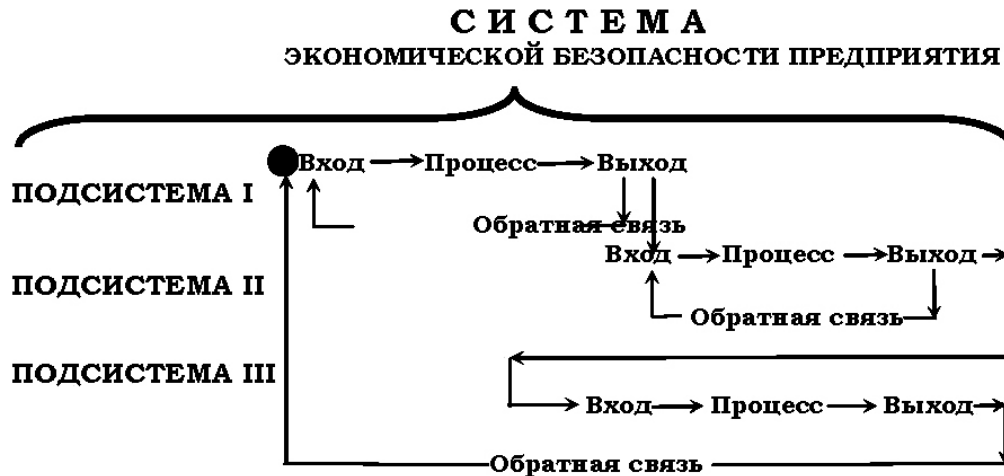 С И С Т Е М А
ЭКОНОМИЧЕСКОЙ БЕЗОПАСНОСТИ ПРЕДПРИЯТИЯ
Вход Процесс Выход
ПОДСИСТЕМА I
Обратная связь
Вход Процесс Выход
ПОДСИСТЕМА II
Обратная связь
ПОДСИСТЕМА III
Вход Процесс Выход
Обратная связь